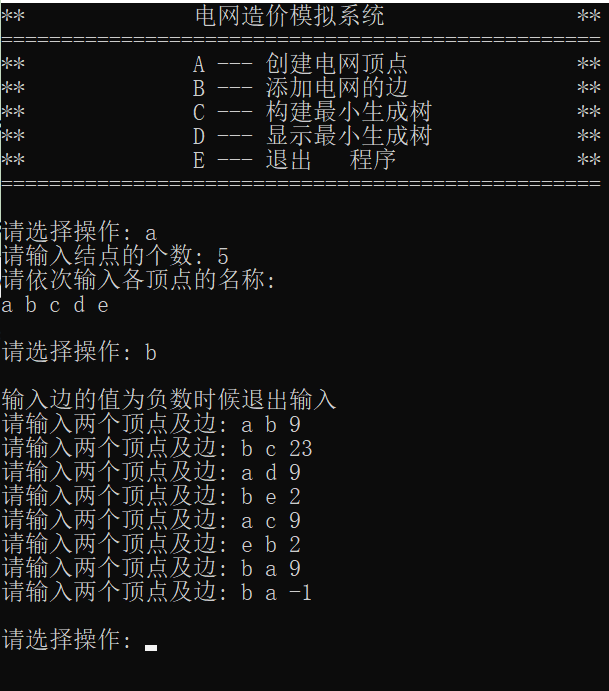 **              电网造价模拟系统                **
==================================================
**              A --- 创建电网顶点              **
**              B --- 添加电网的边              **
**              C --- 构建最小生成树            **
**              D --- 显示最小生成树            **
**              E --- 退出   程序               **
==================================================
请选择操作: a
请输入结点的个数: 5
请依次输入各顶点的名称:
a b c d e
请选择操作: b
输入边的值为负数时候退出输入
请输入两个顶点及边: a b 9
请输入两个顶点及边: b c 23
请输入两个顶点及边: a d 9
请输入两个顶点及边: b e 2
请输入两个顶点及边: a c 9
请输入两个顶点及边: e b 2
请输入两个顶点及边: b a 9
请输入两个顶点及边: b a -1
请选择操作: